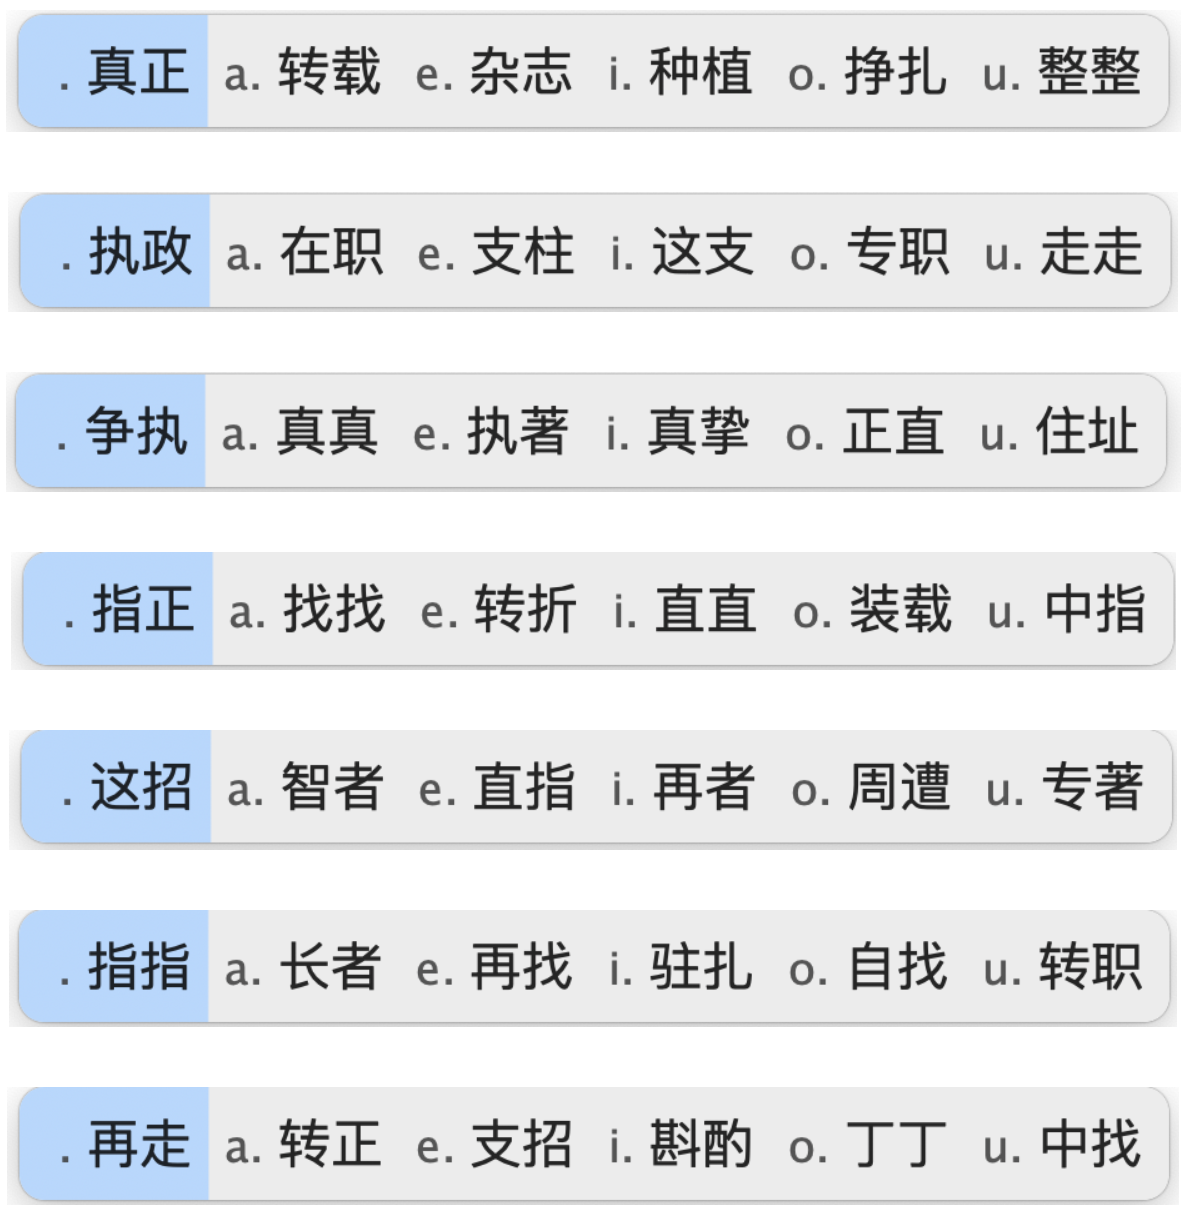 . 真正 a. 转载 e. 杂志 i. 种植 o. 挣扎 u. 整整
. 执政 a. 在职 e. 支柱 i. 这支 o. 专职 u. 走走
. 争执 a. 真真 e. 执著 i. 真挚 o. 正直 u. 住址
. 指正 a. 找找 e. 转折 i. 直直 o. 装载 u. 中指
. 这招 a. 智者 e. 直指 i. 再者 o. 周遭 u. 专著
. 指指 a. 长者 e. 再找 i. 驻扎 o. 自找 u. 转职
. 再走 a. 转正 e. 支招 i. 斟酌 o. 丁丁 u. 中找